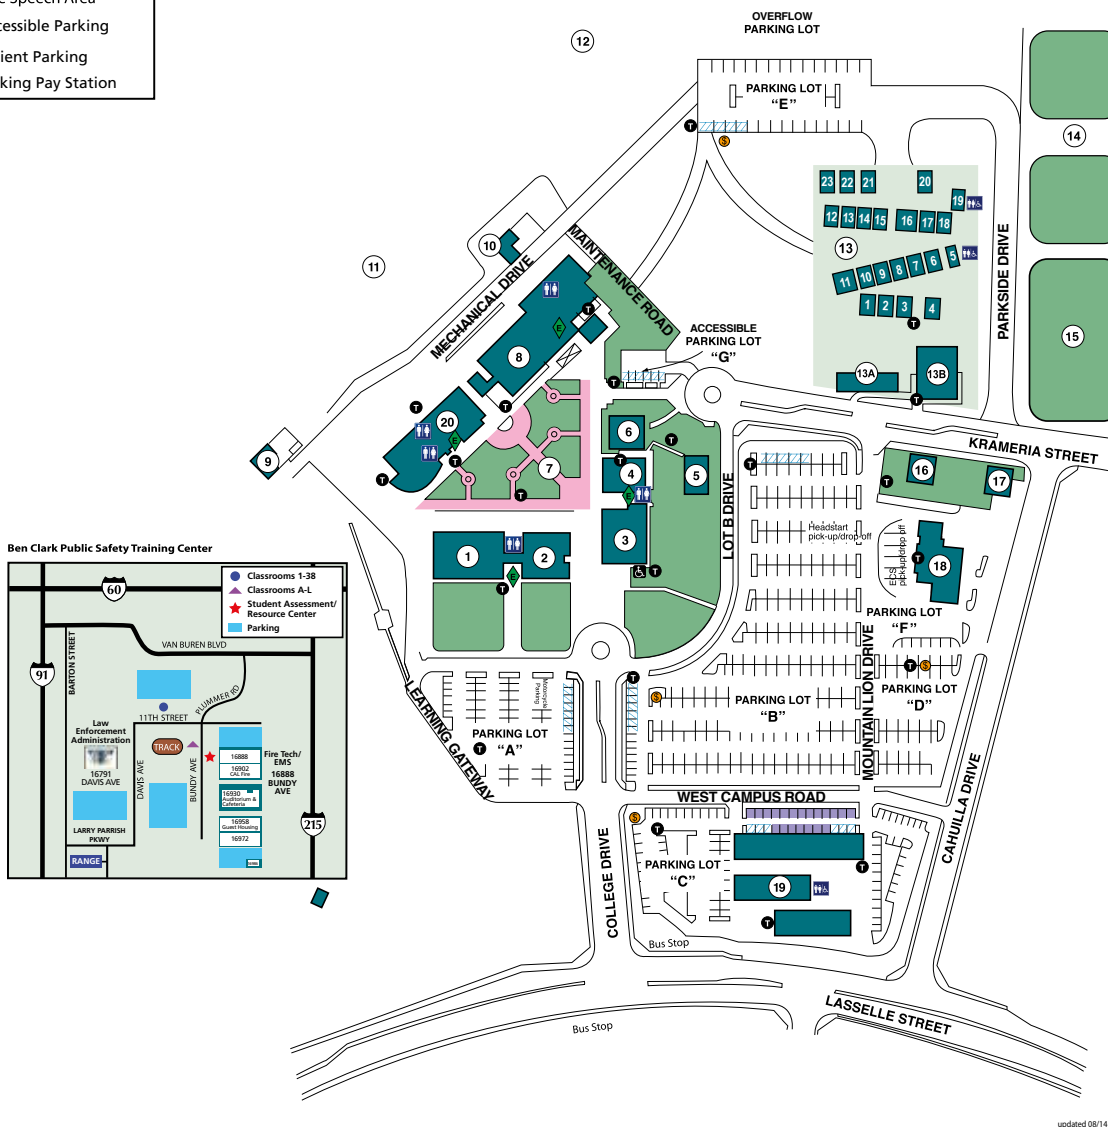 e Speech Area
cessible Parking
ient Parking
king Pay Station
OVERFLOW
PARKING LOT
12
PARKING LOT
"E"
T
$
14
23
22
21
20
19
12
13
14
15
16
17
18
13
11
10
9
8
7
6
5
1
2
3
4
T
PARKSIDE DRIVE
15
13A
13B
T
10
11
MECHANICAL DRIVE
MAINTENANCE ROAD
E
T
8
ACCESSIBLE
PARKING LOT
"G"
T
T
T
20
E
T
T
7
T
9
6
T
T
4
E
5
3
T
LOT B DRIVE
T
KRAMERIA STREET
16
17
T
Headstart
pick-up/drop off
ECS
pick-up/drop off
18
1
2
E
T
PARKING LOT
"F"
T
$
PARKING LOT
"D"
MOUNTAIN LION DRIVE
LEARNING GATEWAY
Motorcycle
Parking
PARKING LOT
"A"
T
T
$
PARKING LOT
"B"
WEST CAMPUS ROAD
CAHUILLA DRIVE
$
T
COLLEGE DRIVE
PARKING LOT
"C"
T
19
T
Bus Stop
LASSELLE STREET
Bus Stop
Ben Clark Public Safety Training Center
60
Classrooms 1-38
Classrooms A-L
Student Assessment/
Resource Center
Parking
91
BARTON STREET
VAN BUREN BLVD
PLUMMER RD
11TH STREET
Law
Enforcement
Administration
16791
DAVIS AVE
TRACK
DAVIS AVE
BUNDY AVE
16888
16902
CAL Fire
Fire Tech/
EMS
16888
BUNDY
AVE
16930
Auditorium &
Cafeteria
16958
Guest Housing
16972
215
LARRY PARRISH
PKWY
RANGE
updated 08/14